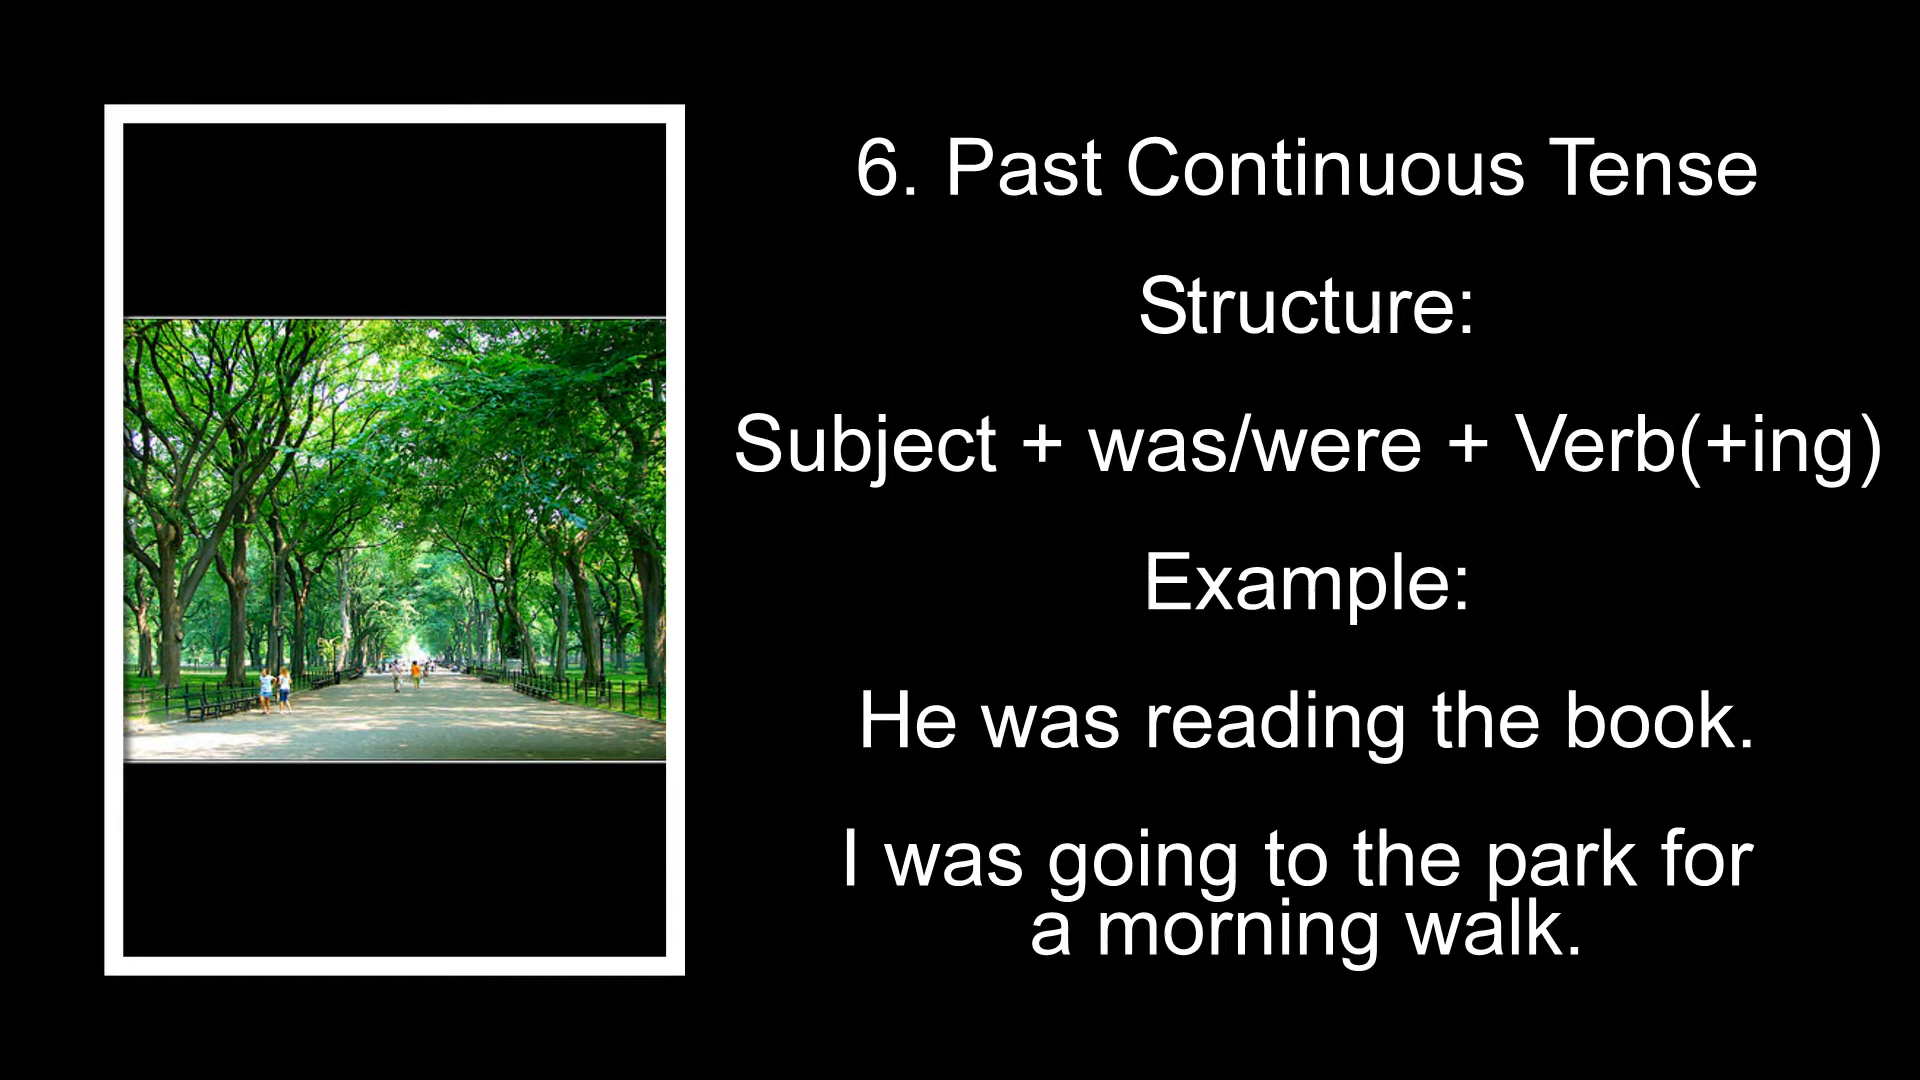 6. Past Continuous Tense
Structure:
Subject + was/were + Verb(+ing)
Example:
He was reading the book.
I was going to the park for
a morning walk.